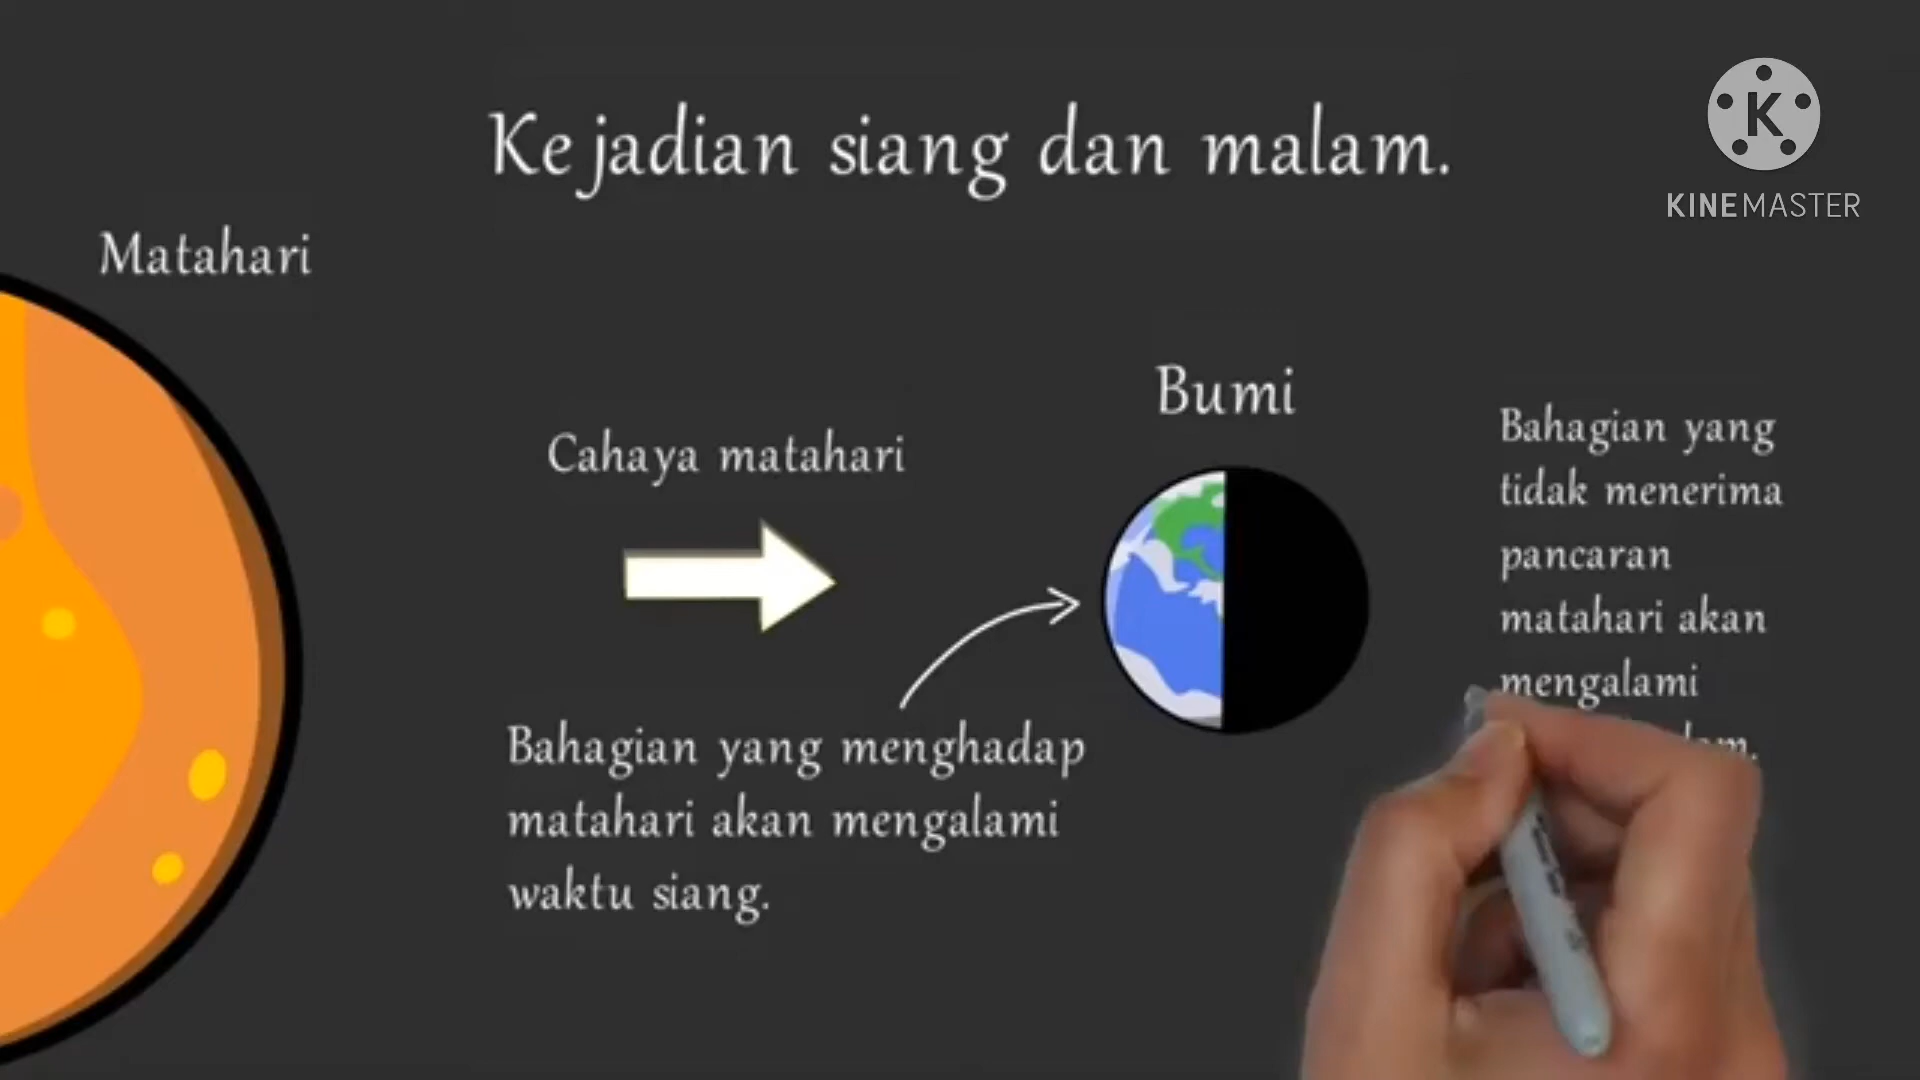 Kejadian siang dan malam.
K
KINEMASTER
Matahari
Bumi
Cahaya matahari
Bahagian yang
tidak menerima
pancaran
matahari akan
mengalami
Bahagian yang menghadap
matahari akan mengalami
waktu siang.